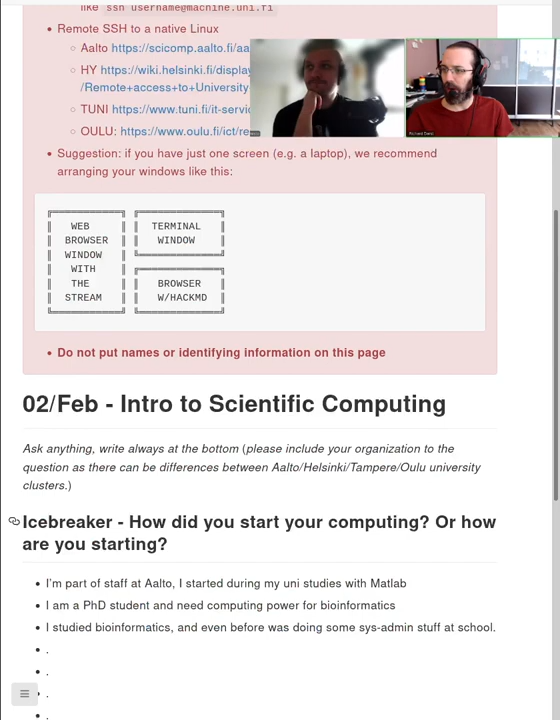 like ssh username@machine.uni.fi
• Remote SSH to a native Linux
○ Aalto https://scicomp.aalto.fi/aa
○ HY https://wiki.helsinki.fi/display
/Remote+access+to+University
○ TUNI https://www.tuni.fi/it-servic
○ OULU: https://www.oulu.fi/ict/re
• Suggestion: if you have just one screen (e.g. a laptop), we recommend
arranging your windows like this:
WEB TERMINAL
BROWSER WINDOW
WINDOW
WITH
THE BROWSER
STREAM W/HACKMD
• Do not put names or identifying information on this page
02/Feb - Intro to Scientific Computing
Ask anything, write always at the bottom (please include your organization to the
question as there can be differences between Aalto/Helsinki/Tampere/Oulu university
clusters.)
Icebreaker - How did you start your computing? Or how
are you starting?
• I'm part of staff at Aalto, I started during my uni studies with Matlab
• I am a PhD student and need computing power for bioinformatics
• I studied bioinformatics, and even before was doing some sys-admin stuff at school.
• .
• .
• .
• .